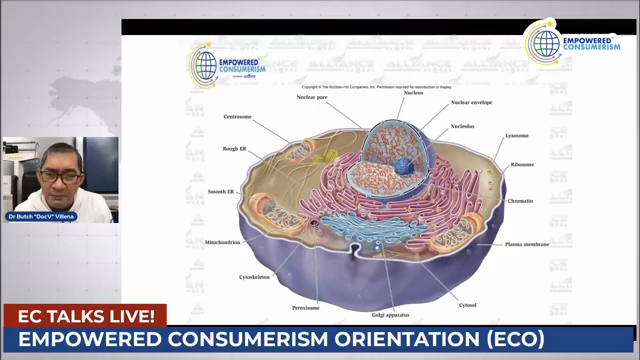 EMPOWERED
CONSUMERISM
EMPOWERED
CONSUMERISM
Copyright © The McGraw-Hill Companies, Inc. Permission required for reproduction or display.
Nucleus
Nuclear pore
Nuclear envelope
Centrosome
Nucleolus
Lysosome
Rough ER
Ribosome
Smooth ER
Chromatin
Dr Butch "DocV" Villena
Mitochondrion
Plasma membrane
Cytoskeleton
Peroxisome
Cytosol
Golgi apparatus
EC TALKS LIVE!
EMPOWERED CONSUMERISM ORIENTATION (ECO)